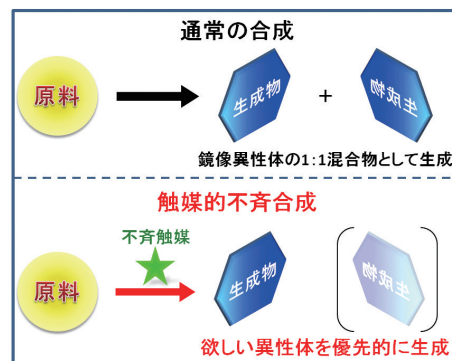 通常の合成
原料
生成物
+
生成物
鏡像異性体の1:1混合物として生成
触媒的不斉合成
不斉触媒
原料
生成物
生成物
欲しい異性体を優先的に生成